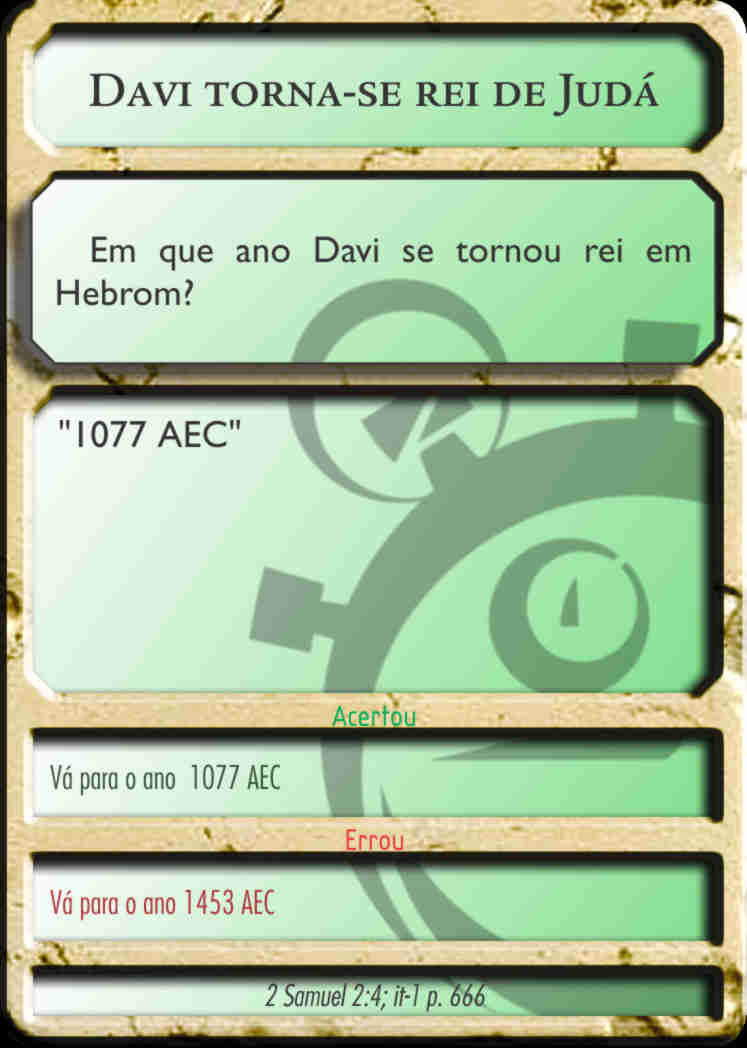 Davi torna-se rei de Judá
Em que ano Davi se tornou rei em
Hebrom?
"1077 AEC"
Acertou
Vá para o ano 1077 AEC
Errou
Vá para o ano 1453 AEC
2 Samuel 2:4; it-1 p. 666